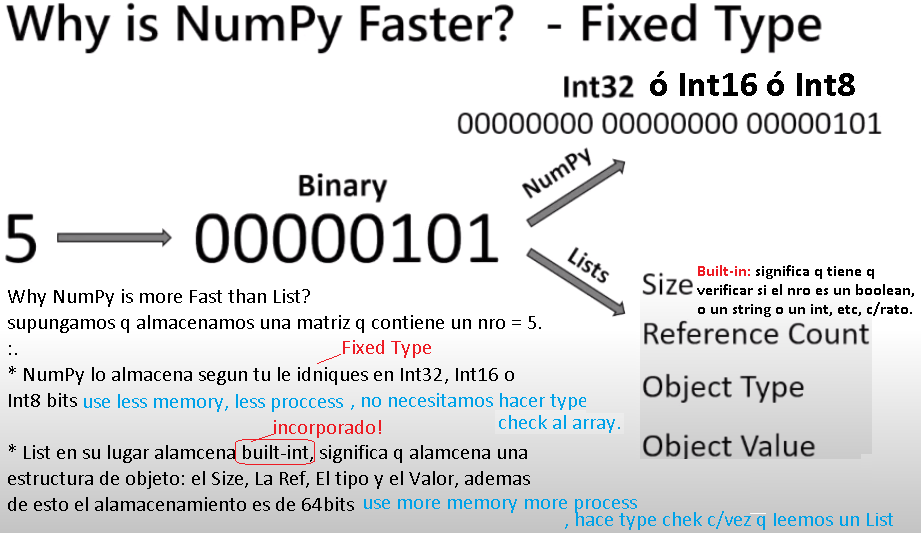 Why is NumPy Faster? - Fixed Type
Int32 ó Int16 ó Int8
00000000 00000000 00000101
NumPy
Binary
5
00000101
Lists
Size
Built-in: significa q tiene q
verificar si el nro es un boolean,
o un string o un int, etc, c/rato.
Reference Count
Object Type
Object Value
Why NumPy is more Fast than List?
supungamos q almacenamos una matriz q contiene un nro = 5.
:.
Fixed Type
* NumPy lo almacena segun tu le idniques en Int32, Int16 o
Int8 bits use less memory, less proccess , no necesitamos hacer type
check al array.
incorporado!
* List en su lugar alamcena built-int, significa q alamcena una
estructura de objeto: el Size, La Ref, El tipo y el Valor, ademas
de esto el alamacenamiento es de 64bits use more memory more process
, hace type chek c/vez q leemos un List